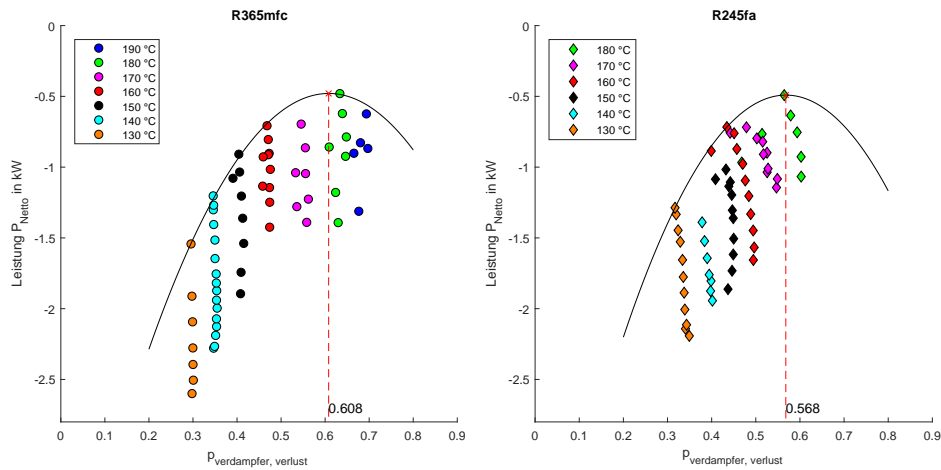 R365mfc
0
-0.5
-1
-1.5
-2
-2.5
Leistung P_Netto in kW
190 °C
180 °C
170 °C
160 °C
150 °C
140 °C
130 °C
0.608
0 0.1 0.2 0.3 0.4 0.5 0.6 0.7 0.8 0.9
p_verdampfer, verlust
R245fa
0
-0.5
-1
-1.5
-2
-2.5
Leistung P_Netto in kW
180 °C
170 °C
160 °C
150 °C
140 °C
130 °C
0.568
0 0.1 0.2 0.3 0.4 0.5 0.6 0.7 0.8 0.9
p_verdampfer, verlust